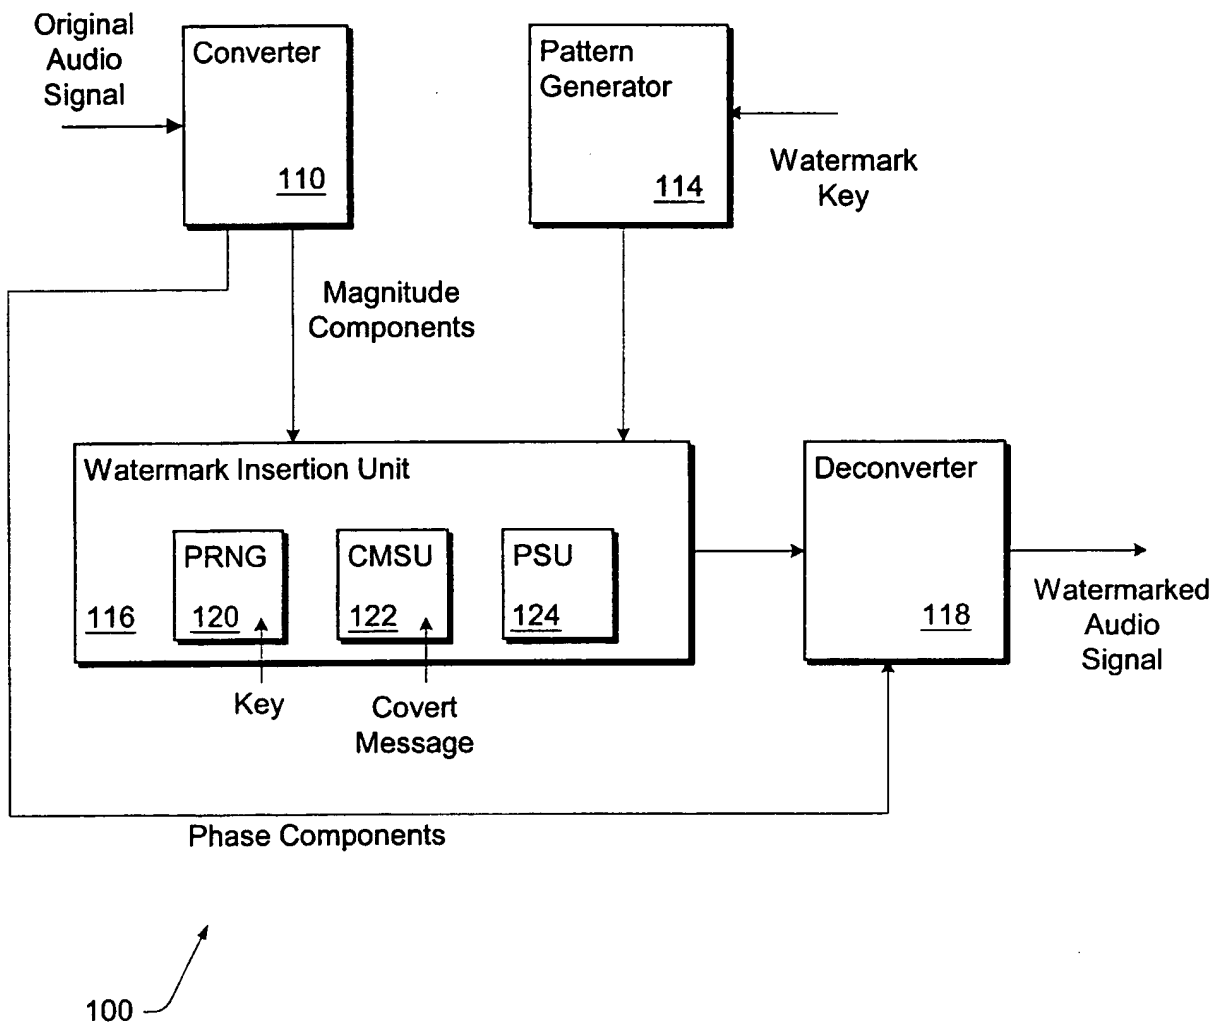 Original
Audio
Signal
Converter
110
Pattern
Generator
114
Watermark
Key
Magnitude
Components
Watermark Insertion Unit
116
PRNG
120
CMSU
122
PSU
124
Key
Covert
Message
Deconverter
118
Watermarked
Audio
Signal
Phase Components
100